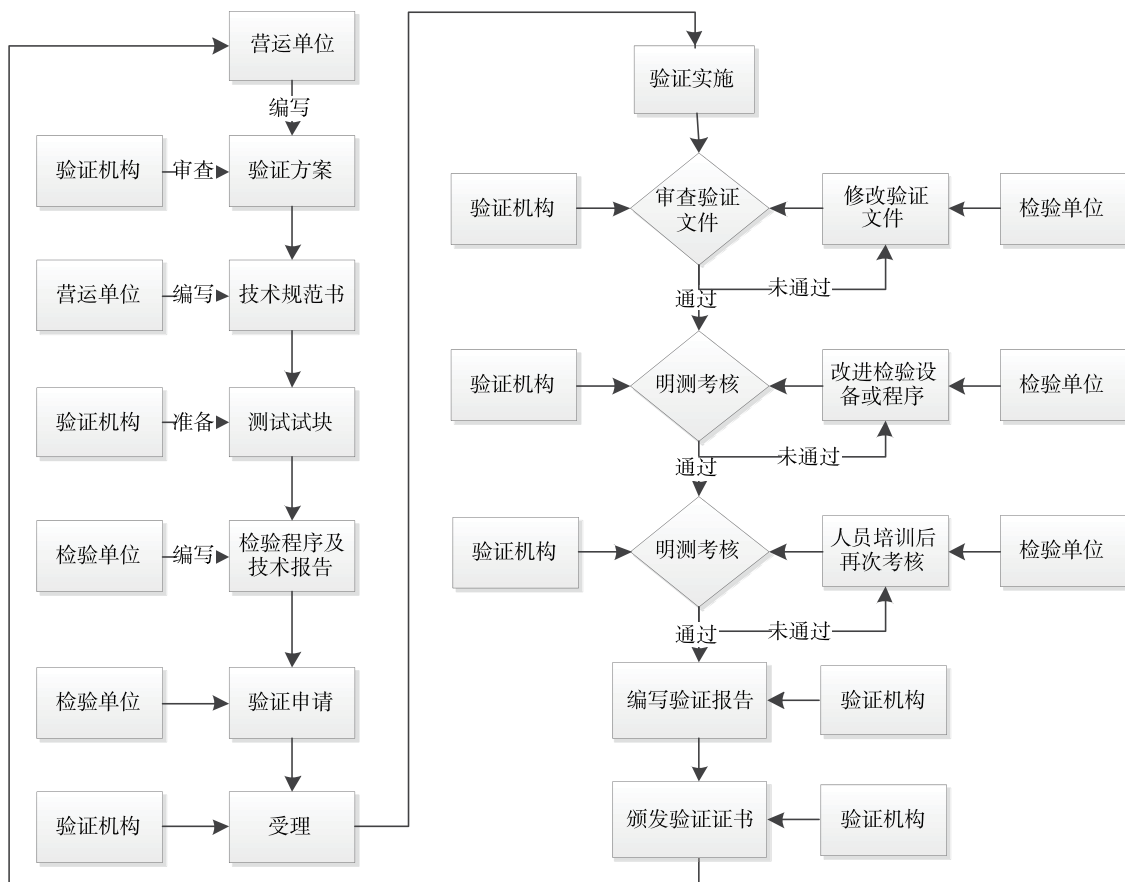 营运单位
编写
验证机构
审查
验证方案
营运单位
编写
技术规范书
验证机构
准备
测试试块
检验单位
编写
检验程序及
技术报告
检验单位
验证申请
验证机构
受理
验证实施
验证机构
审查验证
文件
修改验证
文件
检验单位
通过
未通过
验证机构
明测考核
改进检验设
备或程序
检验单位
通过
未通过
验证机构
明测考核
人员培训后
再次考核
检验单位
通过
未通过
编写验证报告
验证机构
颁发验证证书
验证机构